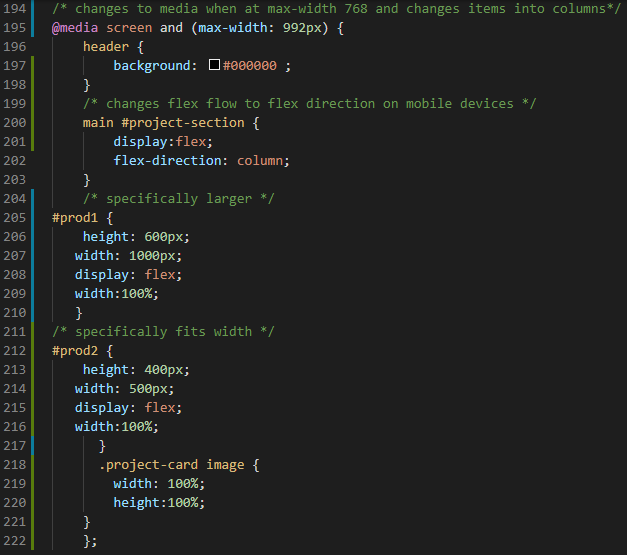 194 /* changes to media when at max-width 768 and changes items into columns*/
195 @media screen and (max-width: 992px) {
196 header {
197 background: #000000 ;
198 }
199 /* changes flex flow to flex direction on mobile devices */
200 main #project-section {
201 display:flex;
202 flex-direction: column;
203 }
204 /* specifically larger */
205 #prod1 {
206 height: 600px;
207 width: 1000px;
208 display: flex;
209 width:100%;
210 }
211 /* specifically fits width */
212 #prod2 {
213 height: 400px;
214 width: 500px;
215 display: flex;
216 width:100%;
217 }
218 .project-card image {
219 width: 100%;
220 height:100%;
221 }
222 };